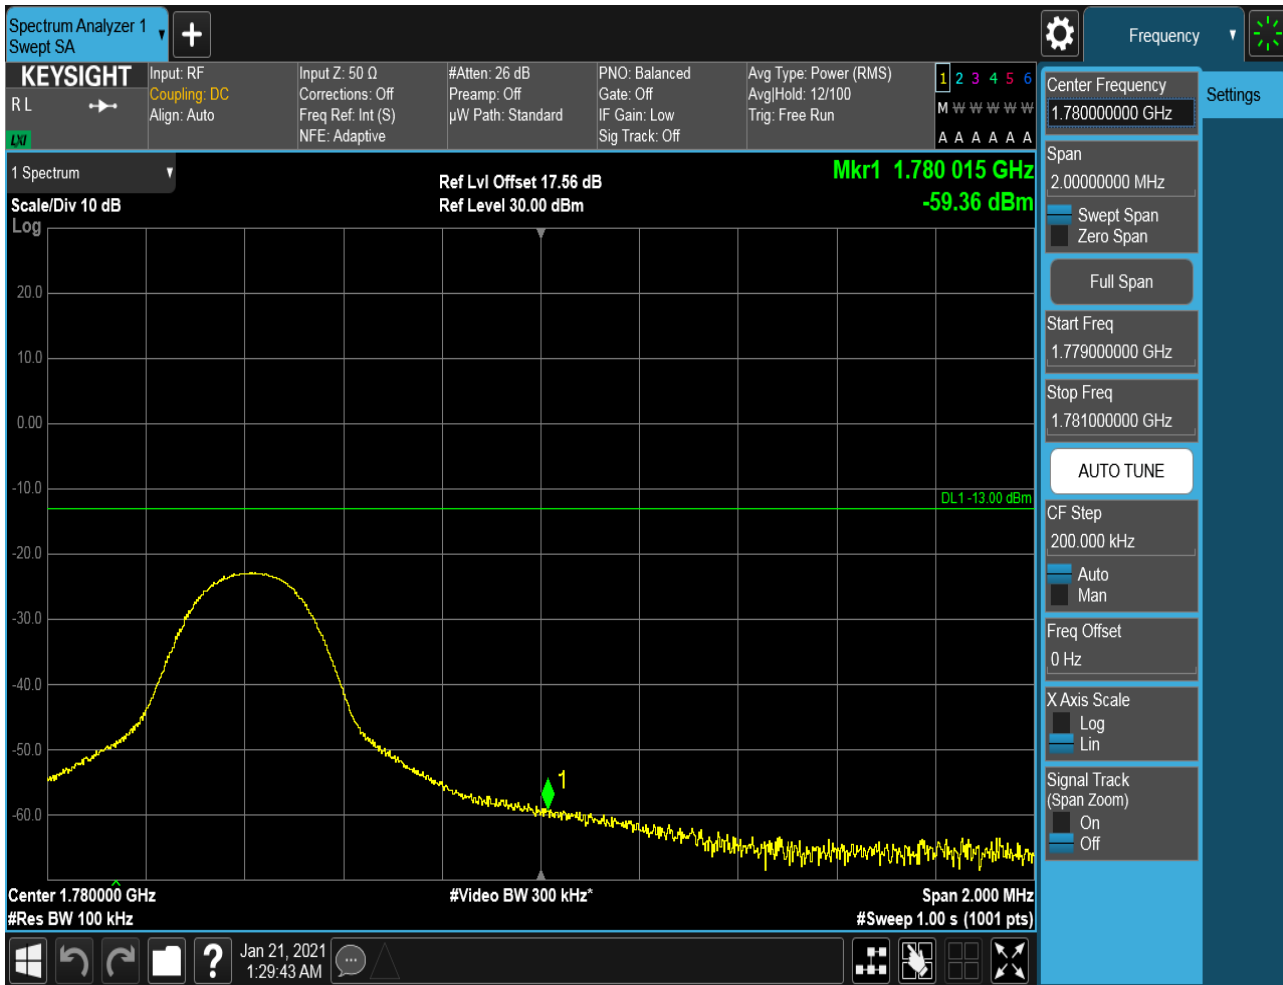 Spectrum Analyzer 1
Swept SA
Frequency
KEYSIGHT
R L
LXI
Input: RF
Coupling: DC
Align: Auto
Input Z: 50 Ω
Corrections: Off
Freq Ref: Int (S)
NFE: Adaptive
#Atten: 26 dB
Preamp: Off
µW Path: Standard
PNO: Balanced
Gate: Off
IF Gain: Low
Sig Track: Off
Avg Type: Power (RMS)
Avg|Hold: 12/100
Trig: Free Run
1 2 3 4 5 6
M W W W W W
A A A A A A
1 Spectrum
Scale/Div 10 dB
Log
Ref Lvl Offset 17.56 dB
Ref Level 30.00 dBm
Mkr1 1.780 015 GHz
-59.36 dBm
20.0
10.0
0.00
-10.0
DL1 -13.00 dBm
-20.0
-30.0
-40.0
-50.0
1
-60.0
Center 1.780000 GHz
#Res BW 100 kHz
#Video BW 300 kHz*
Span 2.000 MHz
#Sweep 1.00 s (1001 pts)
Center Frequency
1.780000000 GHz
Settings
Span
2.00000000 MHz
Swept Span
Zero Span
Full Span
Start Freq
1.779000000 GHz
Stop Freq
1.781000000 GHz
AUTO TUNE
CF Step
200.000 kHz
Auto
Man
Freq Offset
0 Hz
X Axis Scale
Log
Lin
Signal Track
(Span Zoom)
On
Off
?
Jan 21, 2021
1:29:43 AM